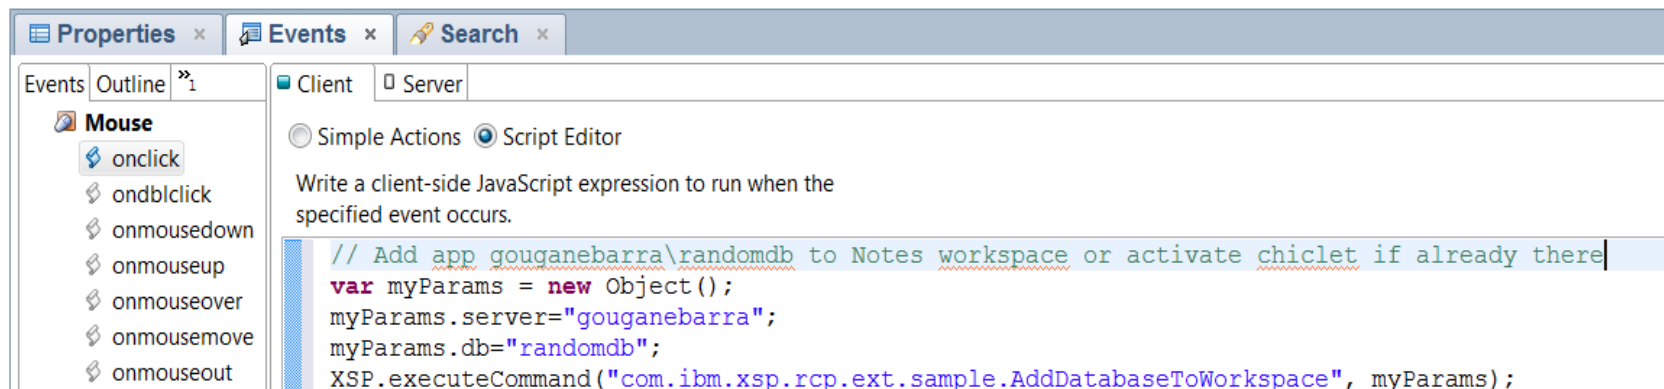 Properties
Events
Search
Events
Outline
»1
Client
Server
Mouse
onclick
ondblclick
onmousedown
onmouseup
onmouseover
onmousemove
onmouseout
Simple Actions
Script Editor
Write a client-side JavaScript expression to run when the
specified event occurs.
// Add app gouganebarra\randomdb to Notes workspace or activate chiclet if already there
var myParams = new Object();
myParams.server="gouganebarra";
myParams.db="randomdb";
XSP.executeCommand("com.ibm.xsp.rcp.ext.sample.AddDatabaseToWorkspace", myParams);